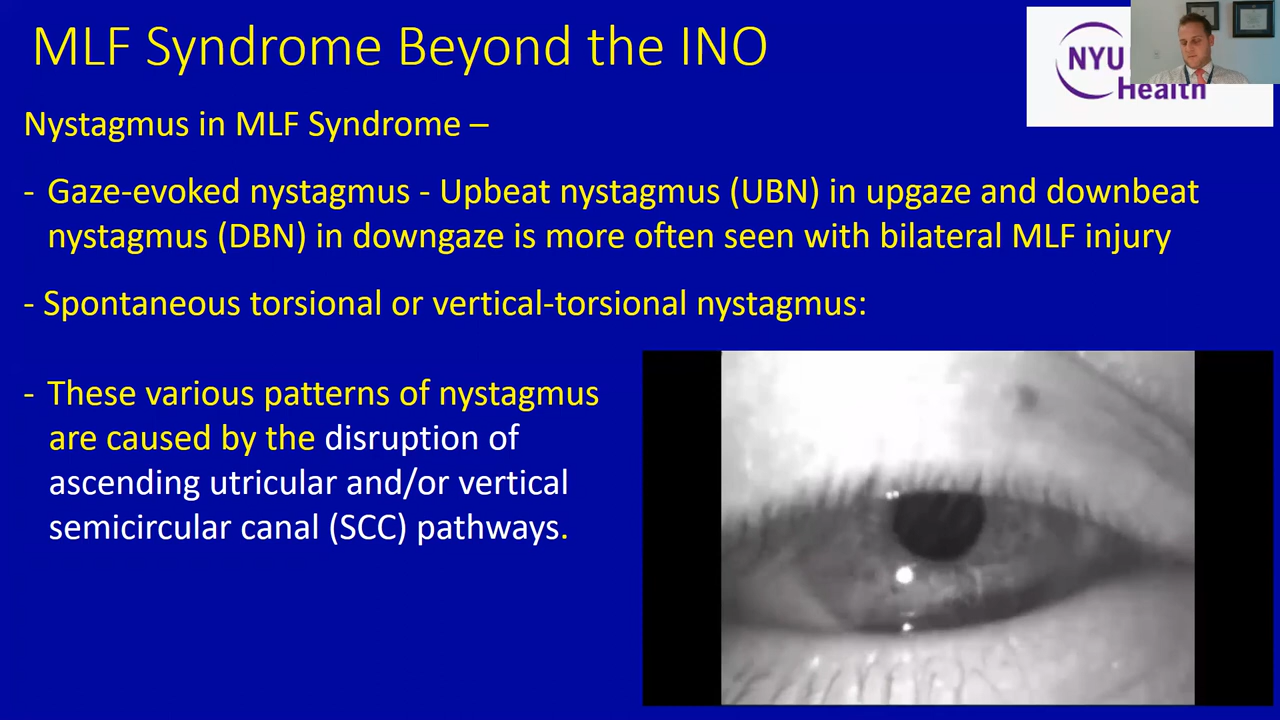 MLF Syndrome Beyond the INO
NYU
Health
Nystagmus in MLF Syndrome –
- Gaze-evoked nystagmus - Upbeat nystagmus (UBN) in upgaze and downbeat
nystagmus (DBN) in downgaze is more often seen with bilateral MLF injury
- Spontaneous torsional or vertical-torsional nystagmus:
- These various patterns of nystagmus
are caused by the disruption of
ascending utricular and/or vertical
semicircular canal (SCC) pathways.